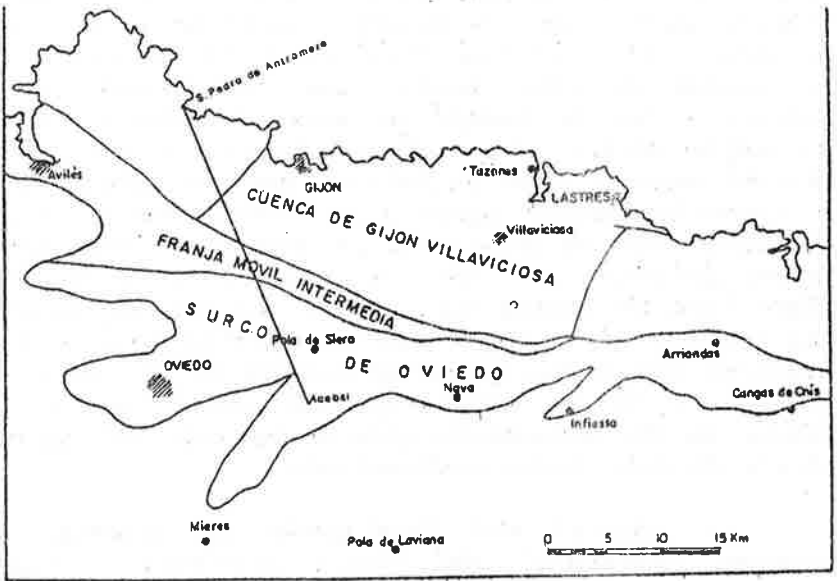 S. Pedro de Antromero
Avilés
GIJON
Tazones
LASTRES
CUENCA DE GIJON VILLAVICIOSA
Villaviciosa
FRANJA MOVIL INTERMEDIA
SURCO DE OVIEDO
Pola de Siero
Arriondas
OVIEDO
Nava
Cangas de Onis
Acebal
Infiesto
Mieres
Pola de Laviana
0 5 10 15 Km